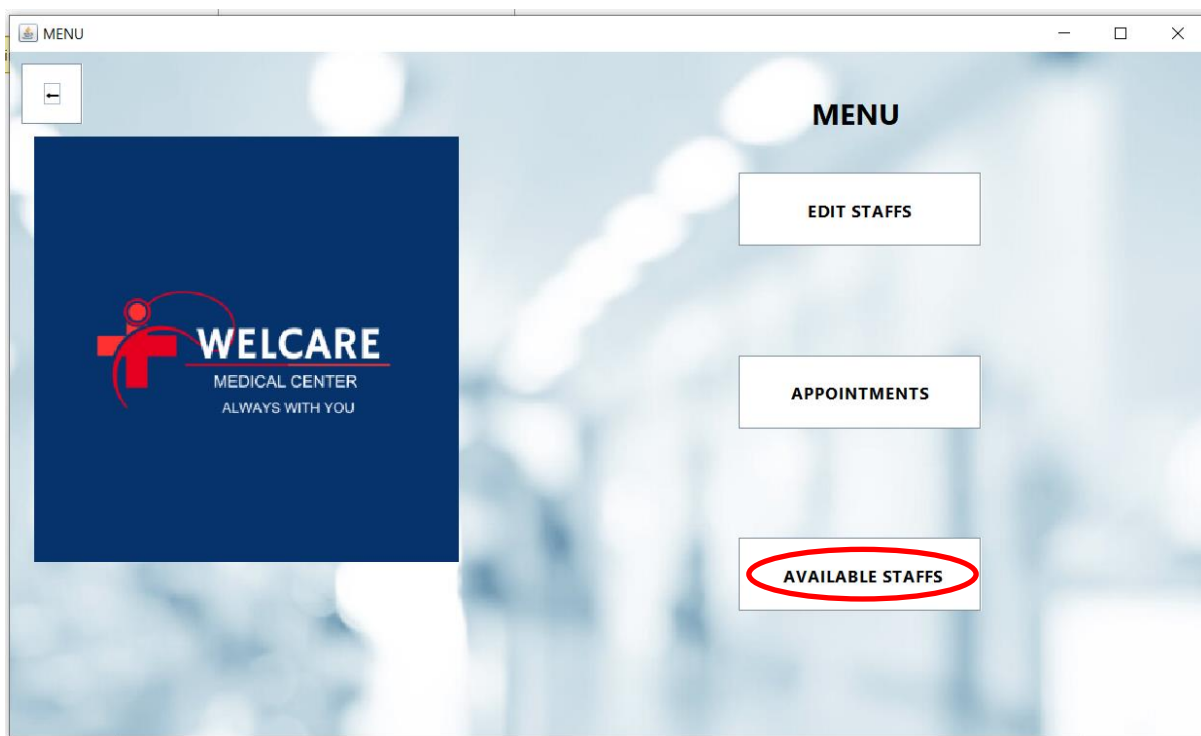 MENU
MENU
EDIT STAFFS
WELCARE
MEDICAL CENTER
ALWAYS WITH YOU
APPOINTMENTS
AVAILABLE STAFFS